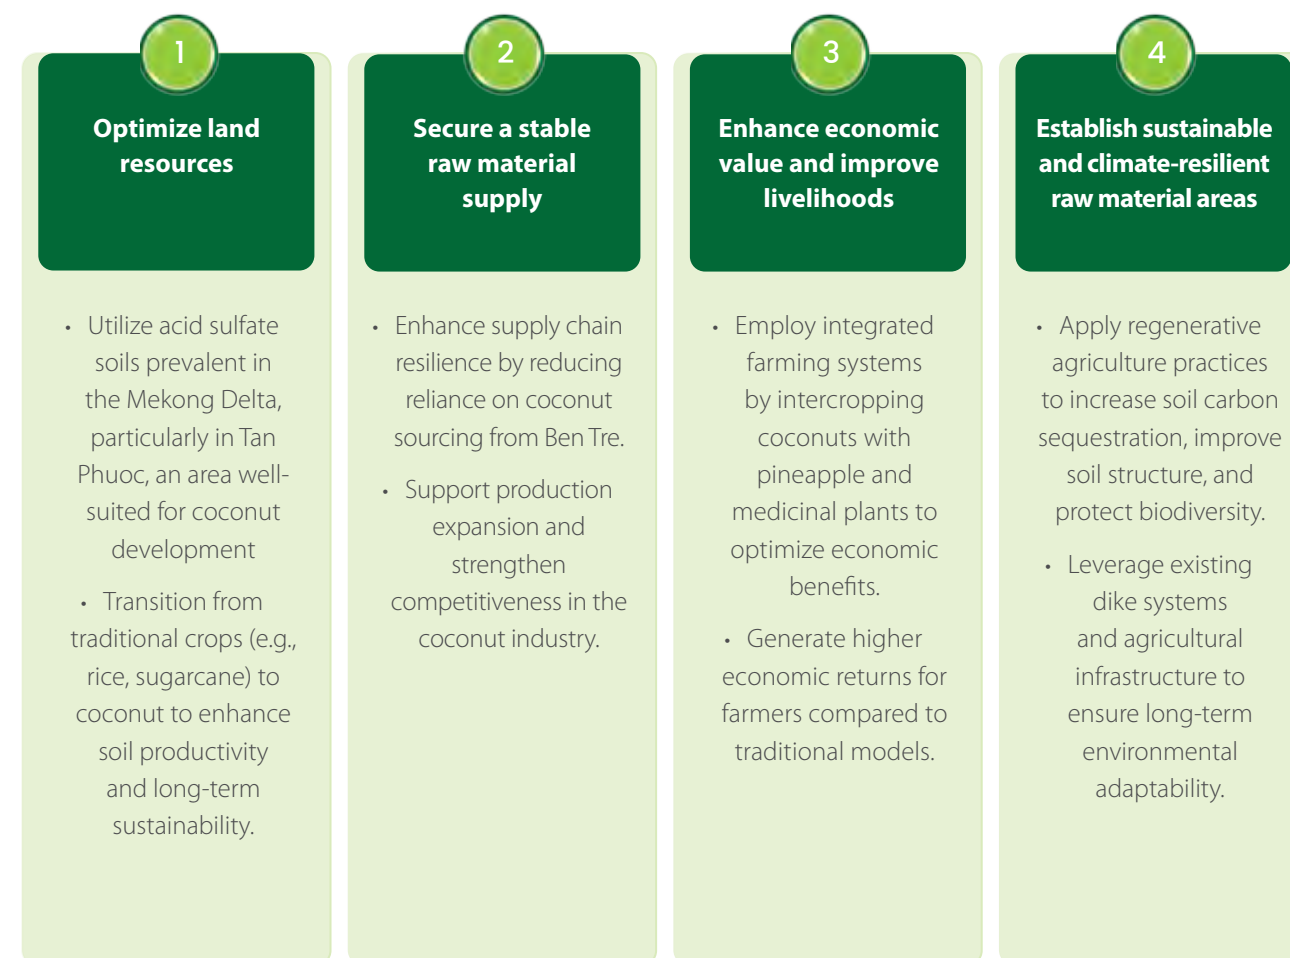 1
Optimize land
resources
• Utilize acid sulfate
soils prevalent in
the Mekong Delta,
particularly in Tan
Phuoc, an area well-
suited for coconut
development
• Transition from
traditional crops (e.g.,
rice, sugarcane) to
coconut to enhance
soil productivity
and long-term
sustainability.
2
Secure a stable
raw material
supply
• Enhance supply chain
resilience by reducing
reliance on coconut
sourcing from Ben Tre.
• Support production
expansion and
strengthen
competitiveness in the
coconut industry.
3
Enhance economic
value and improve
livelihoods
• Employ integrated
farming systems
by intercropping
coconuts with
pineapple and
medicinal plants to
optimize economic
benefits.
• Generate higher
economic returns for
farmers compared to
traditional models.
4
Establish sustainable
and climate-resilient
raw material areas
• Apply regenerative
agriculture practices
to increase soil carbon
sequestration, improve
soil structure, and
protect biodiversity.
• Leverage existing
dike systems
and agricultural
infrastructure to
ensure long-term
environmental
adaptability.